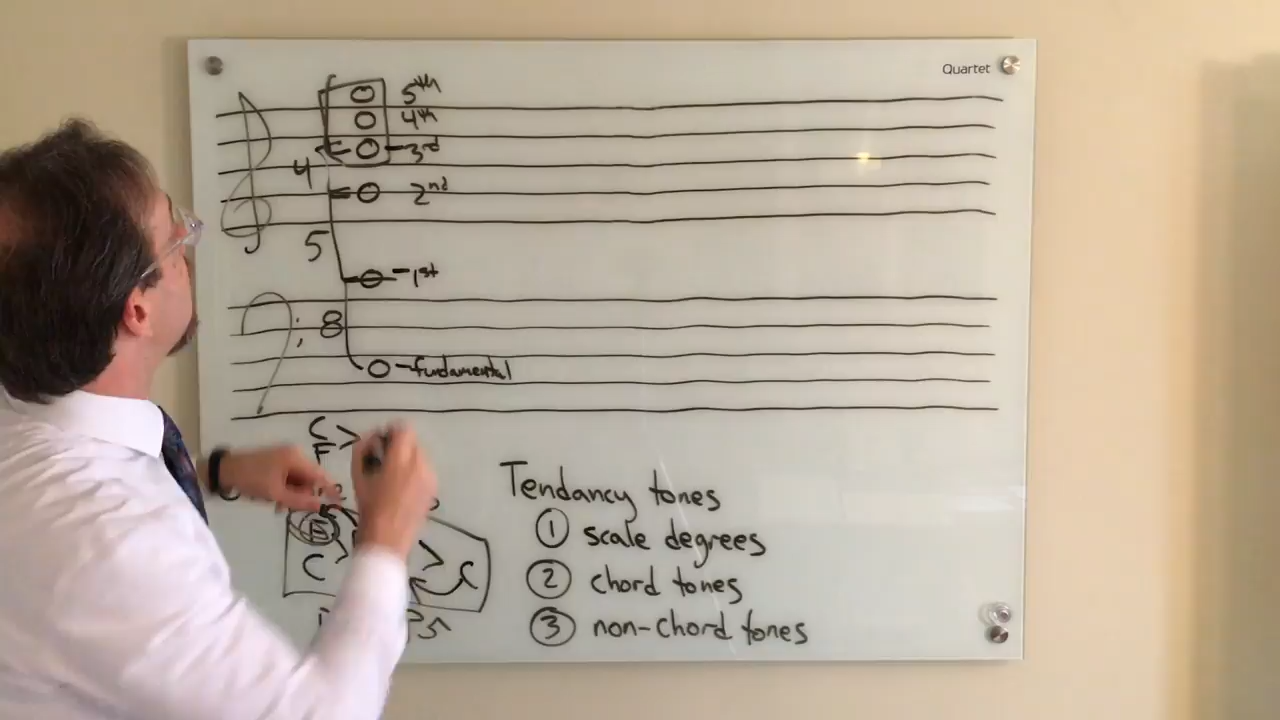 Quartet
5th
4th
4 3rd
2nd
5
1st
8
fundamental
C >
F
E
C > > C
P5
Tendancy tones
1 scale degrees
2 chord tones
3 non-chord tones